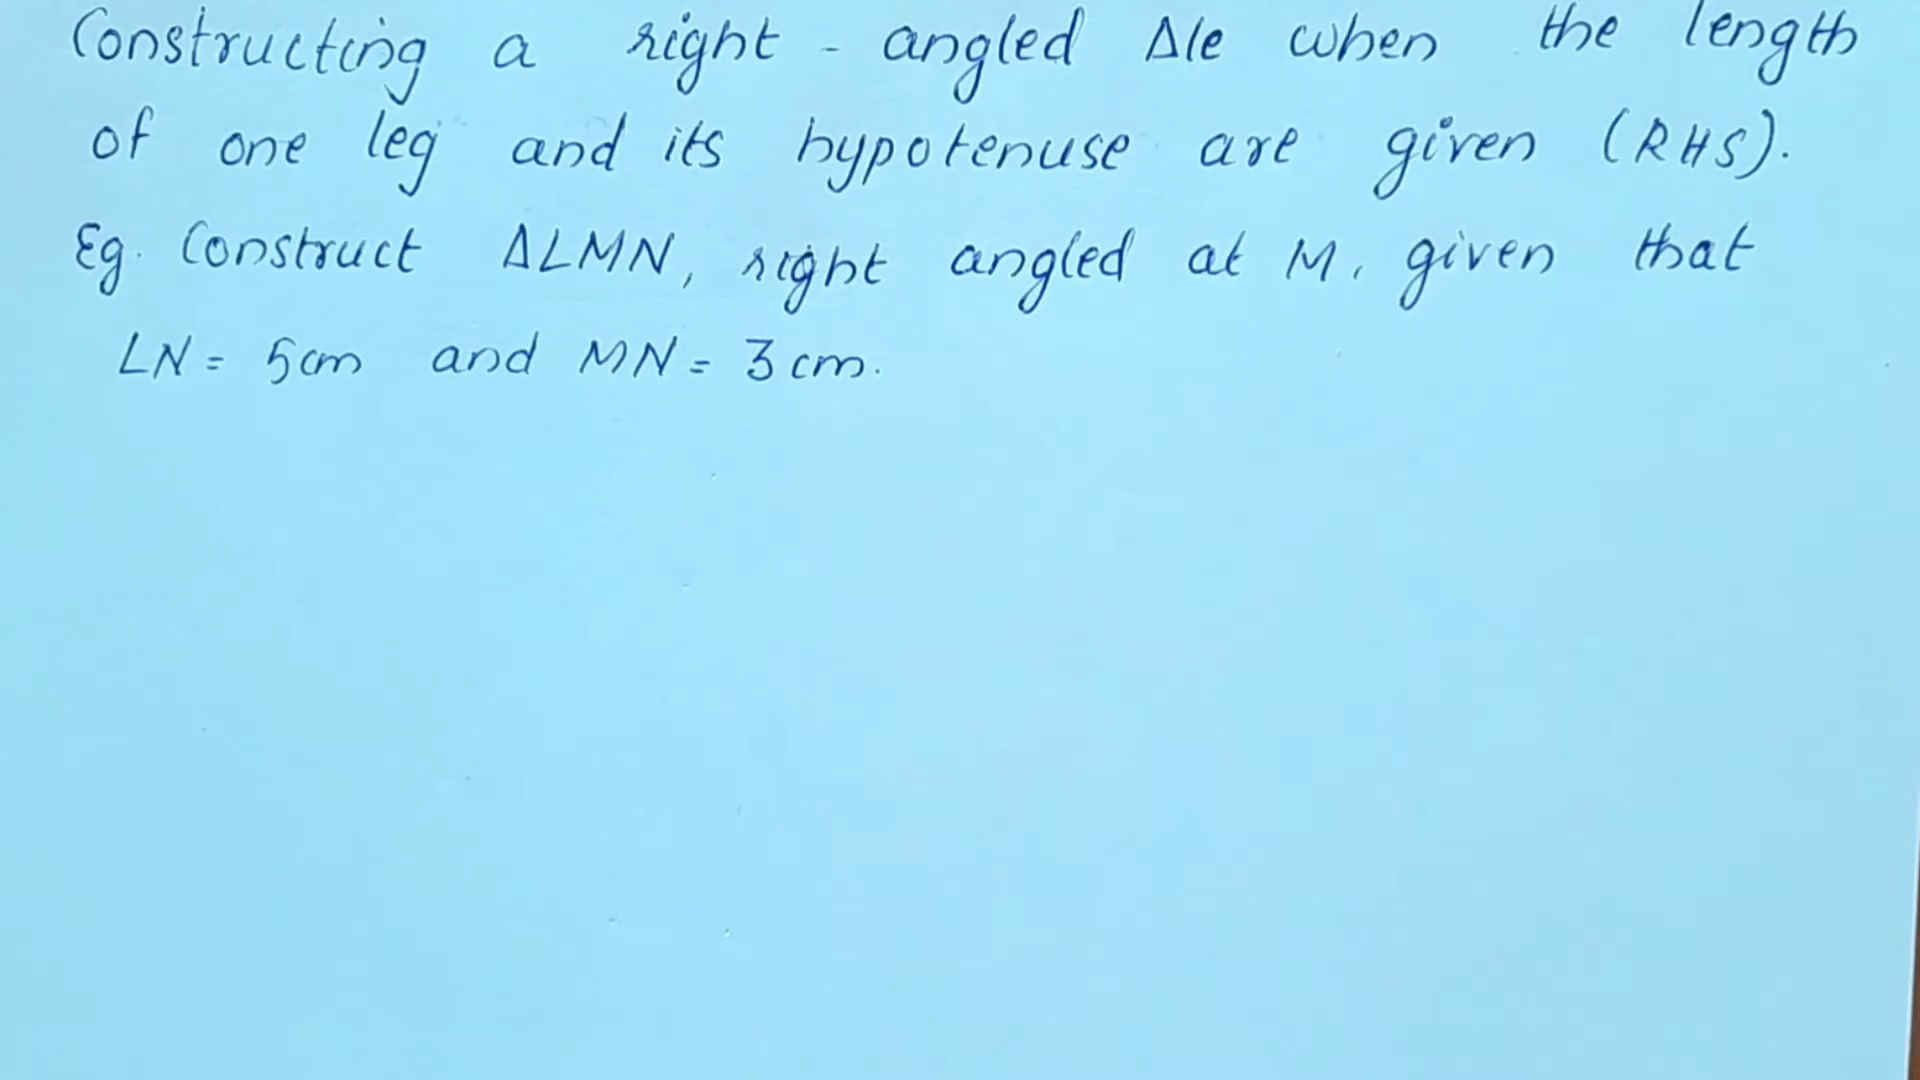 Constructing a right - angled Δle when the length
of one leg and its hypotenuse are given (RHS).
Eg. Construct ΔLMN, right angled at M, given that
LN = 5cm and MN = 3cm.